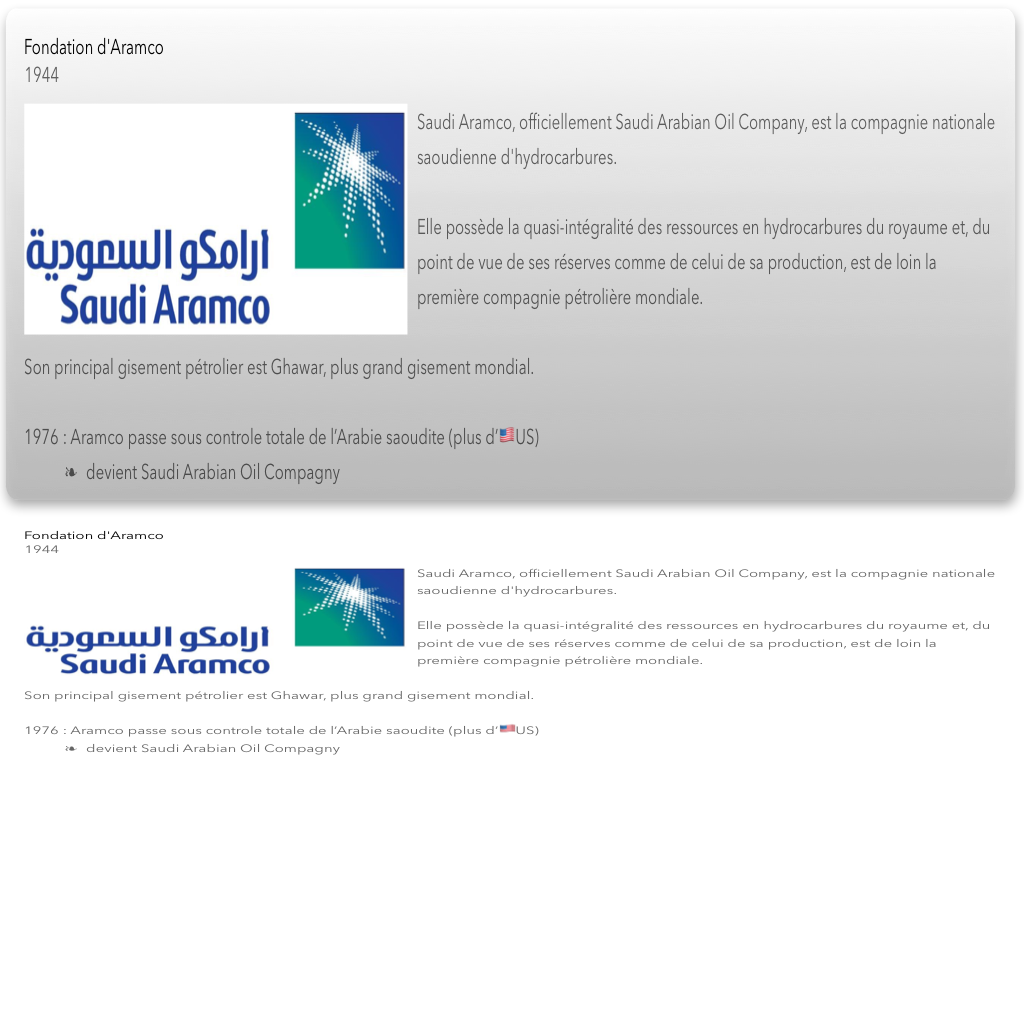 Fondation d'Aramco
1944
أرامكو السعودية
Saudi Aramco
Saudi Aramco, officiellement Saudi Arabian Oil Company, est la compagnie nationale
saoudienne d'hydrocarbures.
Elle possède la quasi-intégralité des ressources en hydrocarbures du royaume et, du
point de vue de ses réserves comme de celui de sa production, est de loin la
première compagnie pétrolière mondiale.
Son principal gisement pétrolier est Ghawar, plus grand gisement mondial.
1976 : Aramco passe sous controle totale de l’Arabie saoudite (plus d’🇺🇸US)
❧ devient Saudi Arabian Oil Compagny
Fondation d'Aramco
1944
أرامكو السعودية
Saudi Aramco
Saudi Aramco, officiellement Saudi Arabian Oil Company, est la compagnie nationale
saoudienne d'hydrocarbures.
Elle possède la quasi-intégralité des ressources en hydrocarbures du royaume et, du
point de vue de ses réserves comme de celui de sa production, est de loin la
première compagnie pétrolière mondiale.
Son principal gisement pétrolier est Ghawar, plus grand gisement mondial.
1976 : Aramco passe sous controle totale de l’Arabie saoudite (plus d’🇺🇸US)
❧ devient Saudi Arabian Oil Compagny